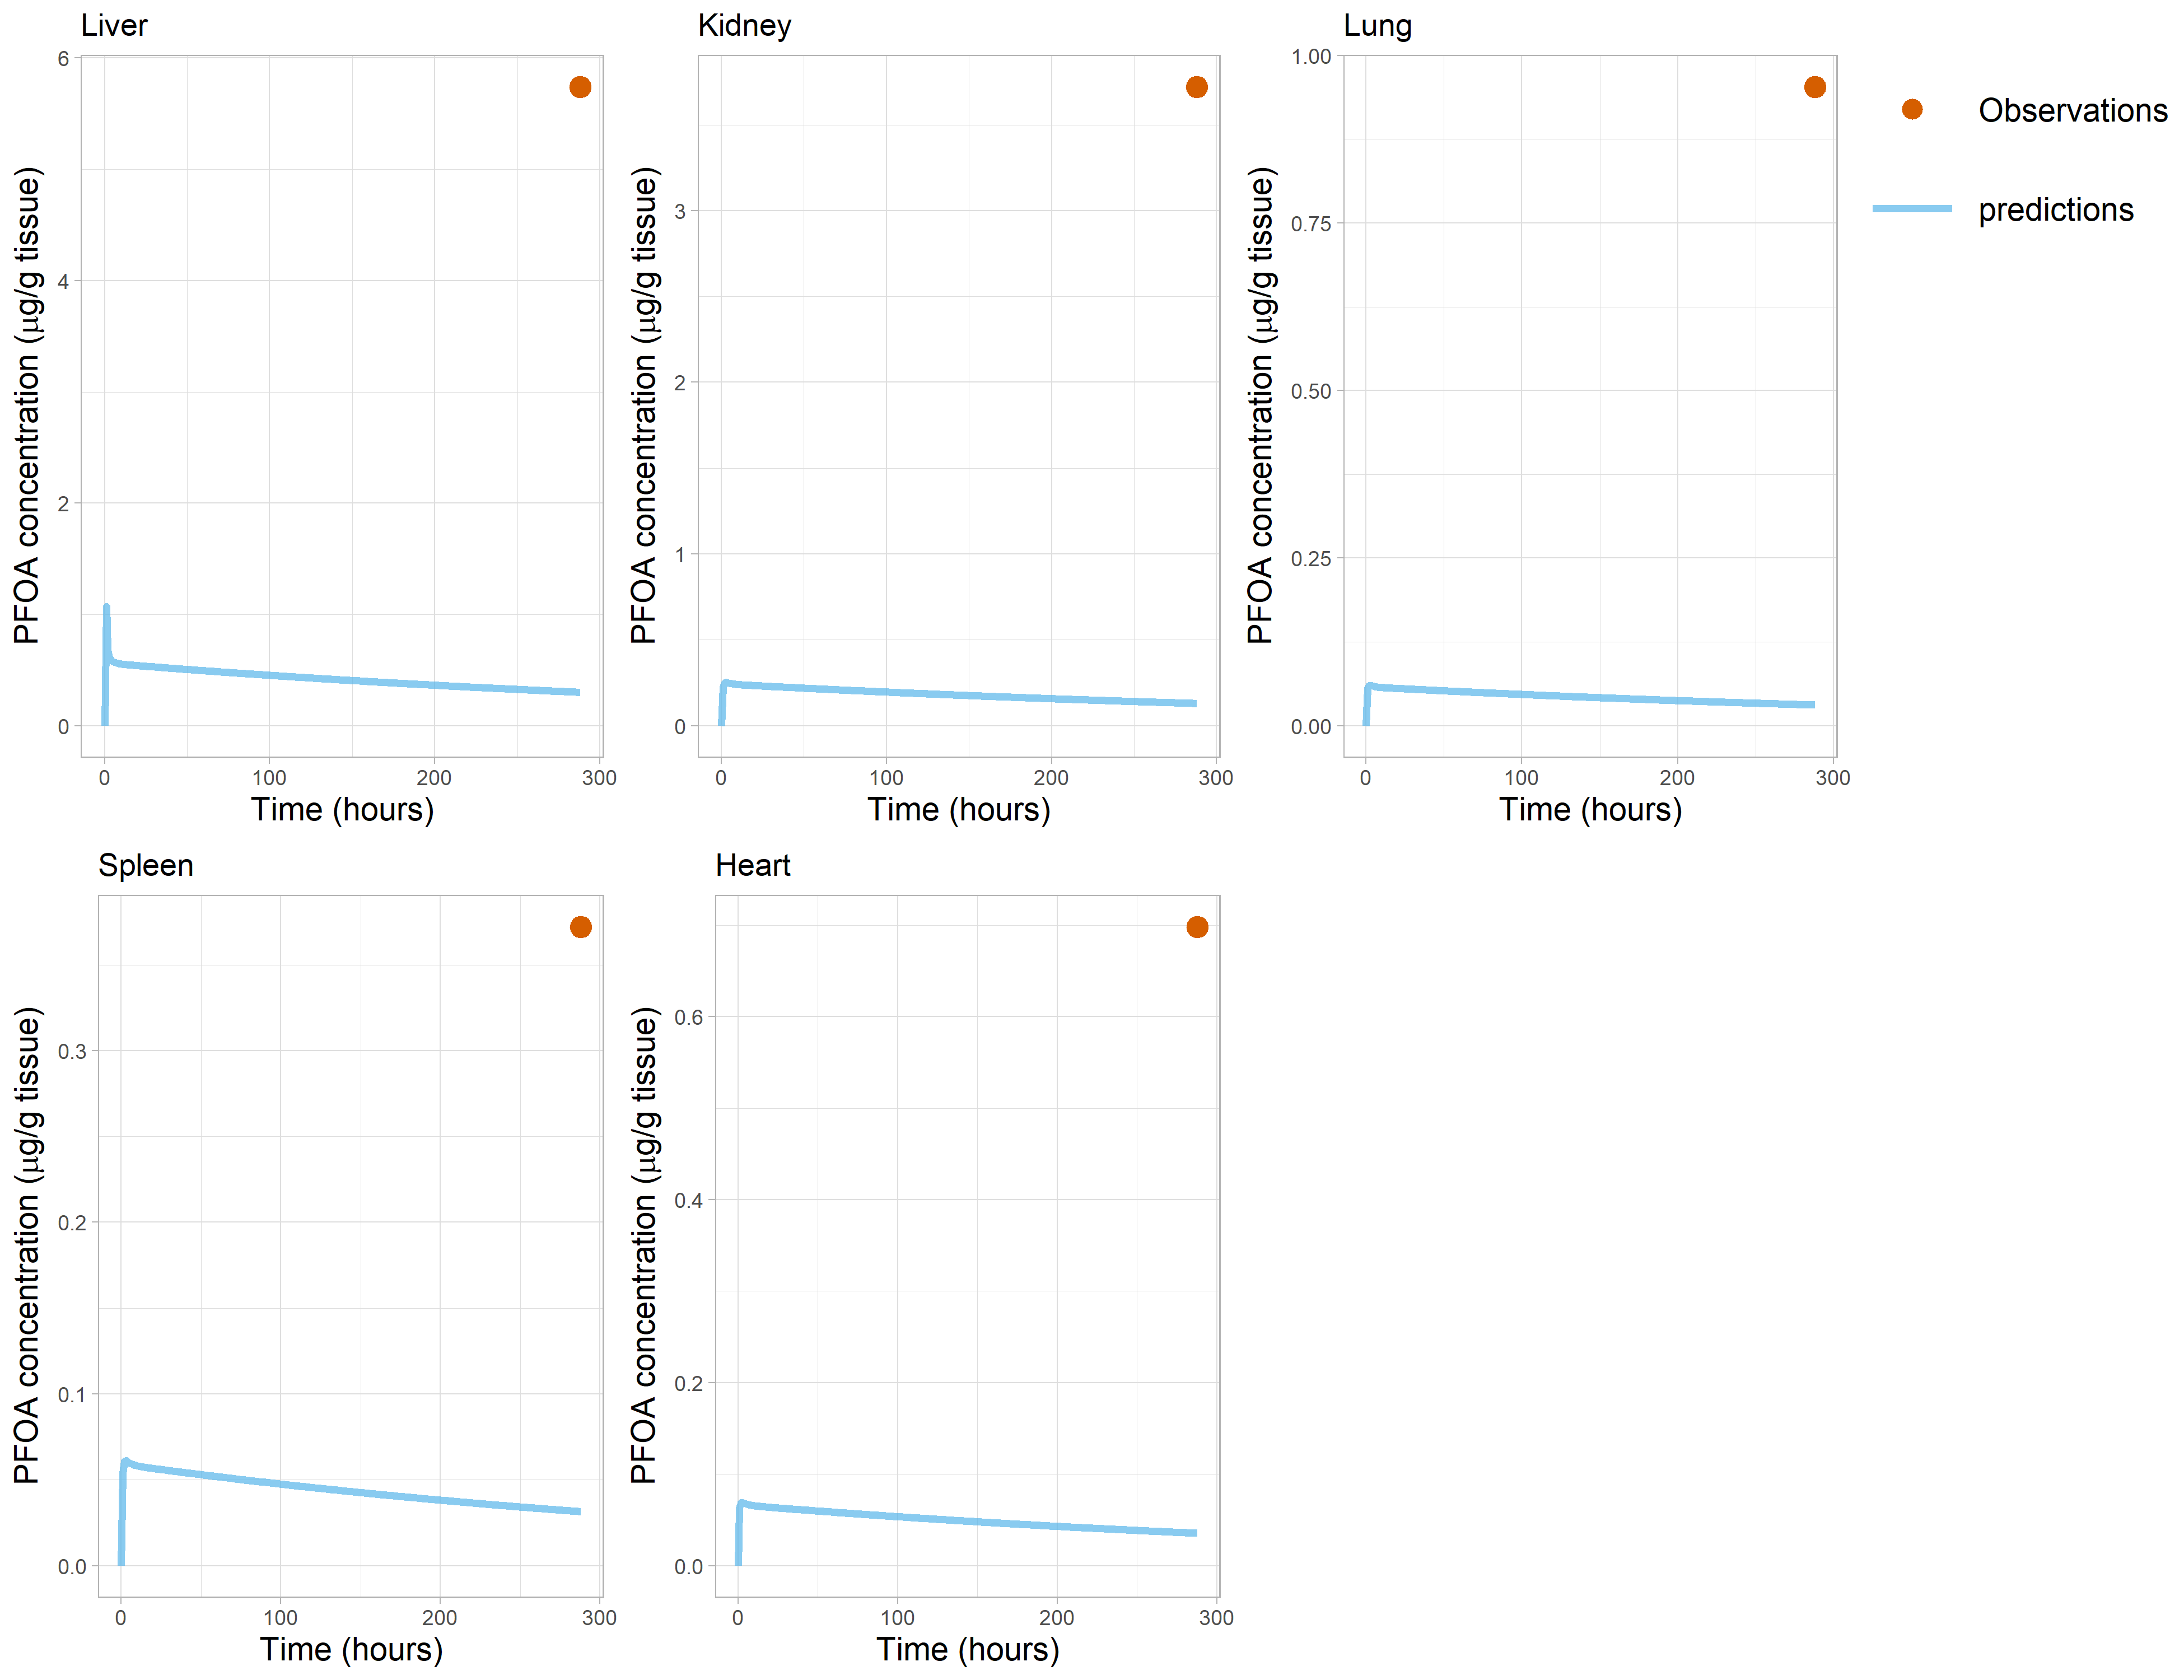 Liver
PFOA concentration (μg/g tissue)
6
4
2
0
0 100 200 300
Time (hours)
Kidney
PFOA concentration (μg/g tissue)
3
2
1
0
0 100 200 300
Time (hours)
Lung
PFOA concentration (μg/g tissue)
1.00
0.75
0.50
0.25
0.00
0 100 200 300
Time (hours)
Observations
predictions
Spleen
PFOA concentration (μg/g tissue)
0.3
0.2
0.1
0.0
0 100 200 300
Time (hours)
Heart
PFOA concentration (μg/g tissue)
0.6
0.4
0.2
0.0
0 100 200 300
Time (hours)